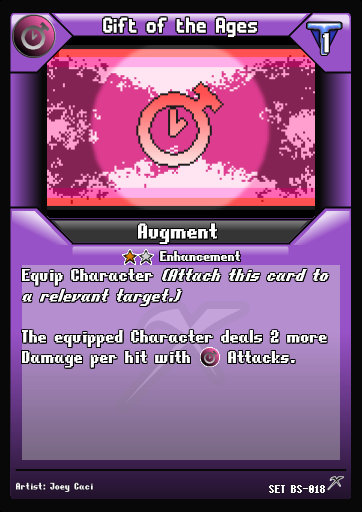 Gift of the Ages
1
Augment
Enhancement
Equip Character (Attach this card to
a relevant target.)
The equipped Character deals 2 more
Damage per hit with Attacks.
Artist: Joey Caci
SET BS-018